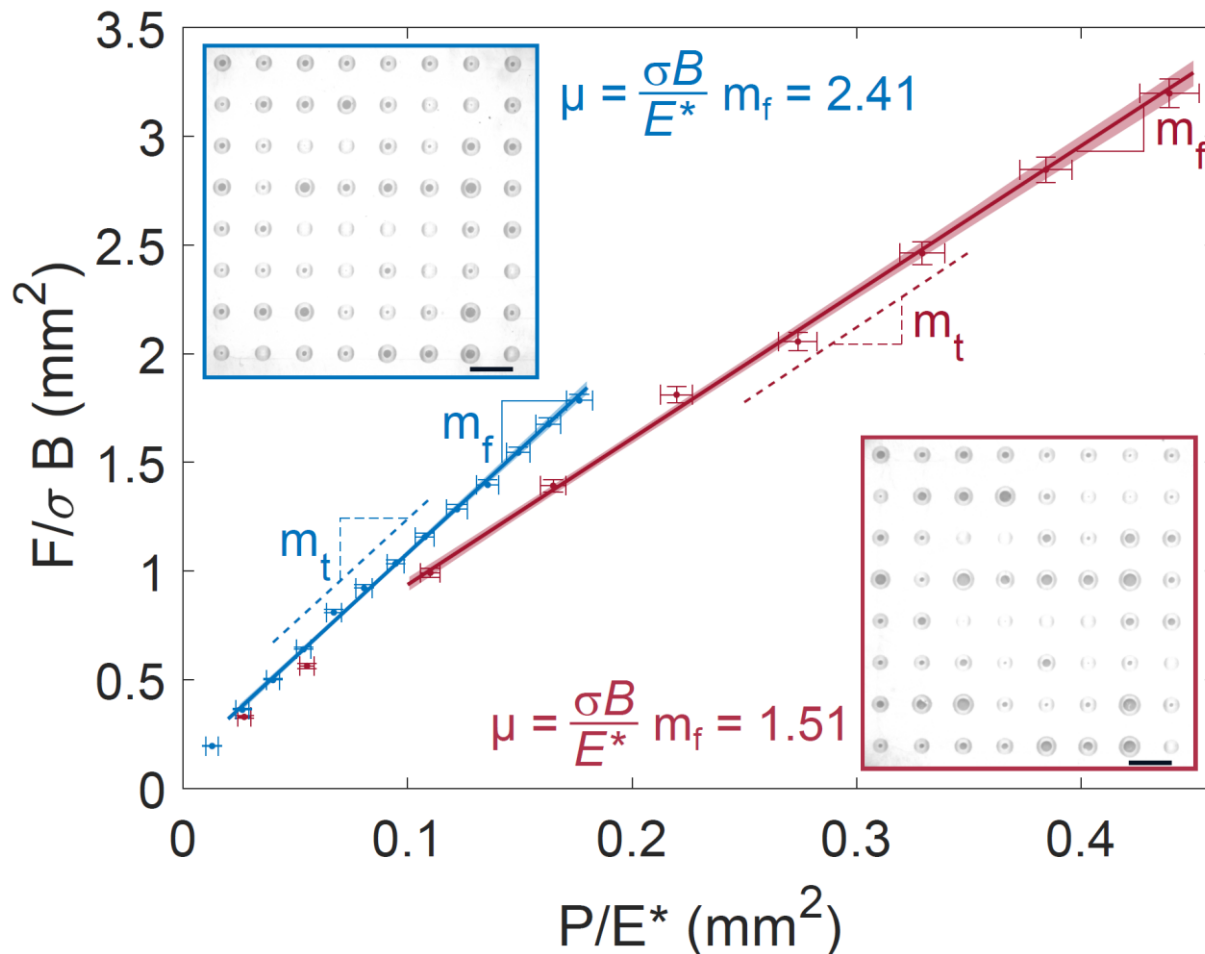 3.5
3
2.5
2
1.5
1
0.5
0
0
0.1
0.2
0.3
0.4
F/σ B (mm²)
P/E* (mm²)
μ = σB/E* m_f = 2.41
m_f
m_t
m_f
m_t
μ = σB/E* m_f = 1.51